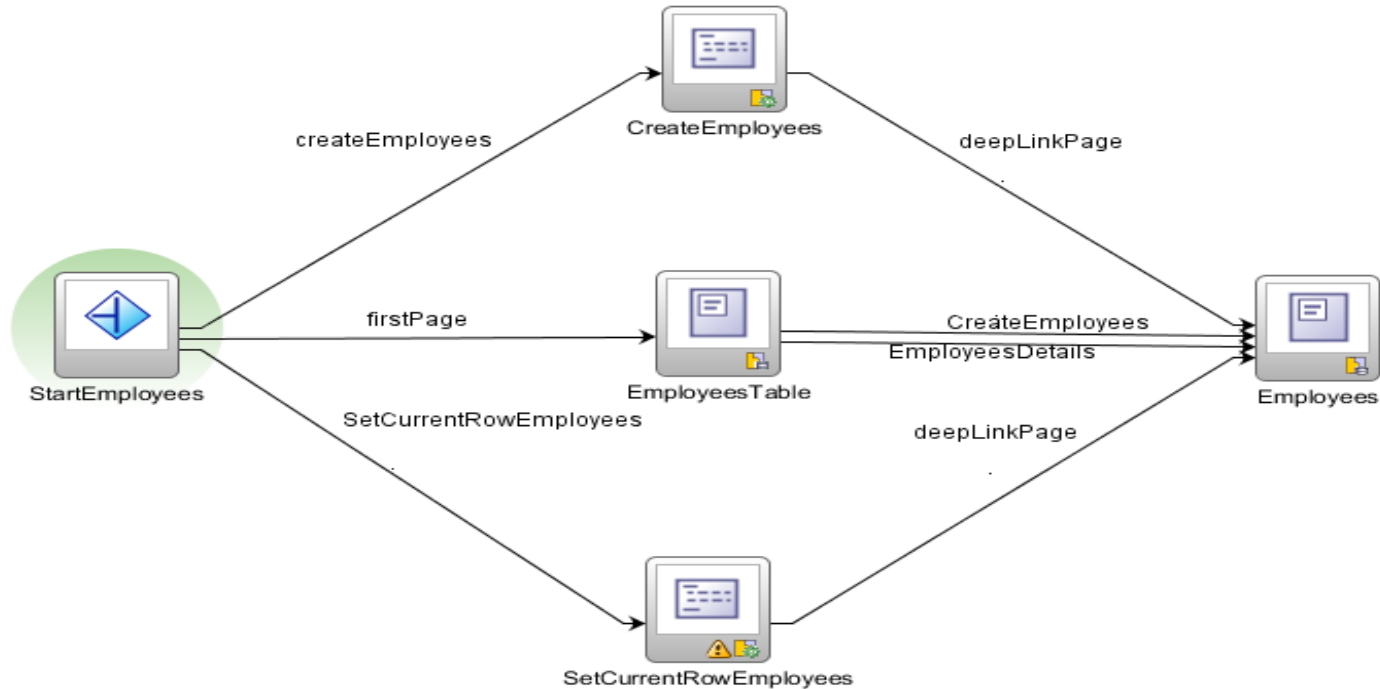 CreateEmployees
createEmployees
deepLinkPage
firstPage
CreateEmployees
EmployeesDetails
StartEmployees
EmployeesTable
Employees
SetCurrentRowEmployees
deepLinkPage
SetCurrentRowEmployees